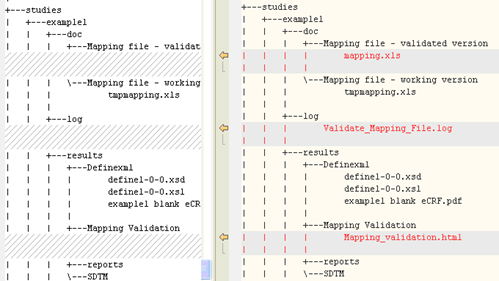 +---studies
|   +---example1
|   |   +---doc
|   |   |   +---Mapping file - validat
|   |   |   \---Mapping file - working
|   |   |           tmpmapping.xls
|   |   |
|   |   +---log
|   |   +---results
|   |   |   +---Definexml
|   |   |   |       define1-0-0.xsd
|   |   |   |       define1-0-0.xsl
|   |   |   |       example1 blank eCR
|   |   |   |
|   |   |   +---Mapping Validation
|   |   |   +---reports
|   |   |   \---SDTM
+---studies
|   +---example1
|   |   +---doc
|   |   |   +---Mapping file - validated version
|   |   |   |       mapping.xls
|   |   |   |
|   |   |   \---Mapping file - working version
|   |   |           tmpmapping.xls
|   |   |
|   |   +---log
|   |   |       Validate_Mapping_File.log
|   |   |
|   |   +---results
|   |   |   +---Definexml
|   |   |   |       define1-0-0.xsd
|   |   |   |       define1-0-0.xsl
|   |   |   |       example1 blank eCRF.pdf
|   |   |   |
|   |   |   +---Mapping Validation
|   |   |   |       Mapping_validation.html
|   |   |   |
|   |   |   +---reports
|   |   |   \---SDTM